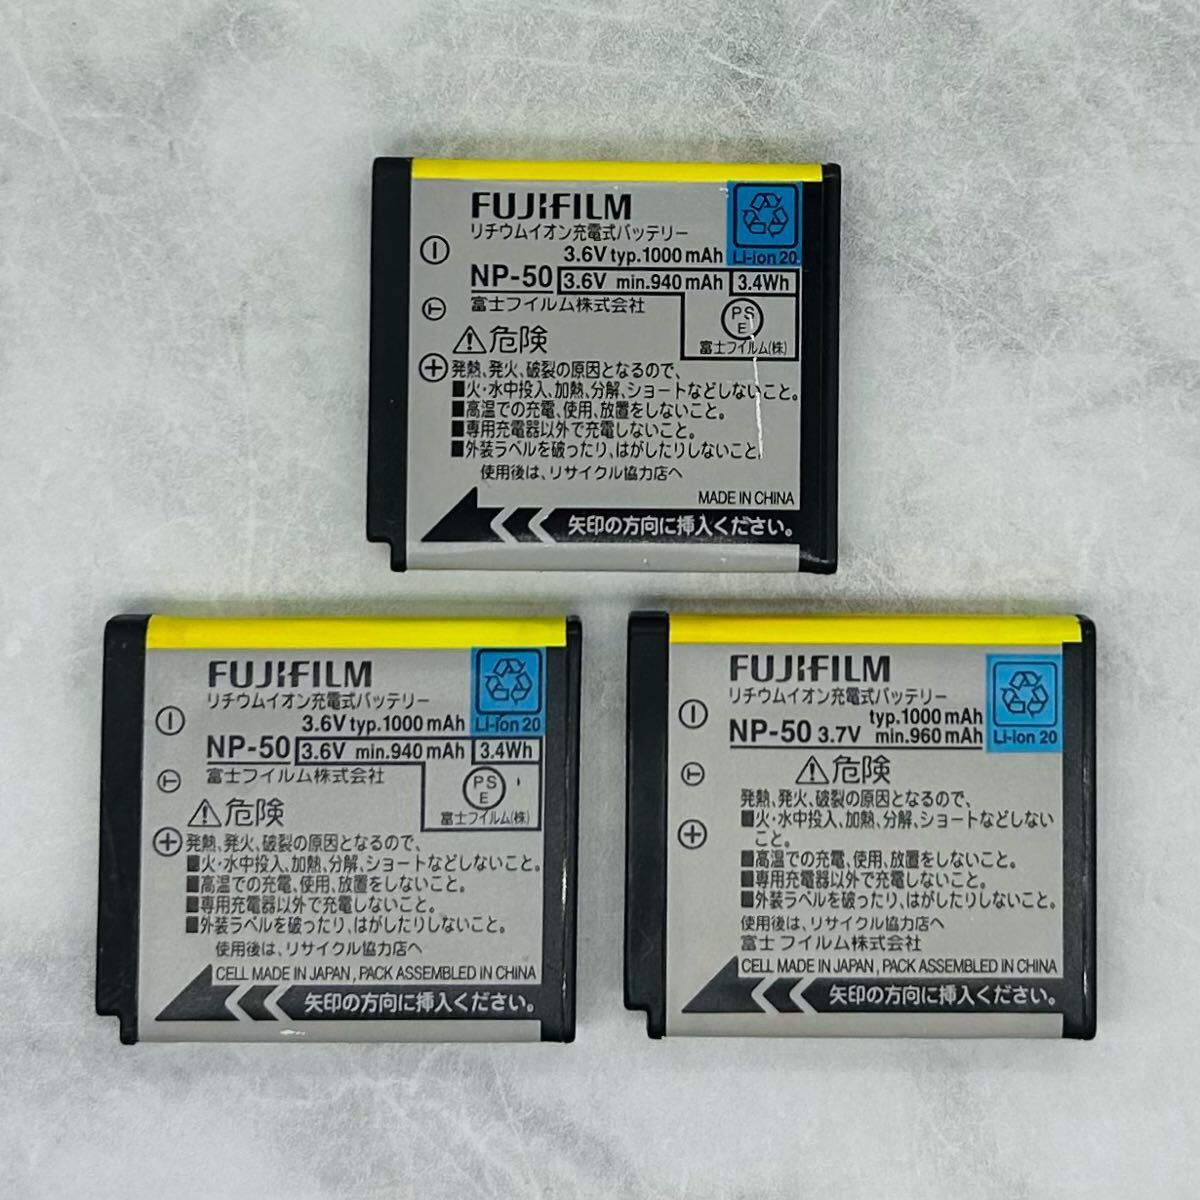 FUJIFILM
リチウムイオン充電式バッテリー
3.6V typ.1000 mAh
Li-ion 20
NP-50 3.6V min.940 mAh 3.4Wh
富士フイルム株式会社
PS
E
富士フイルム(株)
危険
発熱、発火、破裂の原因となるので、
■火・水中投入、加熱、分解、ショートなどしないこと。
■高温での充電、使用、放置をしないこと。
■専用充電器以外で充電しないこと。
■外装ラベルを破ったり、はがしたりしないこと。
使用後は、リサイクル協力店へ
MADE IN CHINA
矢印の方向に挿入ください。
FUJIFILM
リチウムイオン充電式バッテリー
3.6V typ.1000 mAh
Li-ion 20
NP-50 3.6V min.940 mAh 3.4Wh
富士フイルム株式会社
PS
E
富士フイルム(株)
危険
発熱、発火、破裂の原因となるので、
■火・水中投入、加熱、分解、ショートなどしないこと。
■高温での充電、使用、放置をしないこと。
■専用充電器以外で充電しないこと。
■外装ラベルを破ったり、はがしたりしないこと。
使用後は、リサイクル協力店へ
CELL MADE IN JAPAN , PACK ASSEMBLED IN CHINA
矢印の方向に挿入ください。
FUJIFILM
リチウムイオン充電式バッテリー
typ.1000 mAh
NP-50 3.7V min.960 mAh
Li-ion 20
危険
発熱、発火、破裂の原因となるので、
■火・水中投入、加熱、分解、ショートなどしない
こと。
■高温での充電、使用、放置をしないこと。
■専用充電器以外で充電しないこと。
■外装ラベルを破ったり、はがしたりしないこと。
使用後は、リサイクル協力店へ
富士フイルム株式会社
CELL MADE IN JAPAN , PACK ASSEMBLED IN CHINA
矢印の方向に挿入ください。